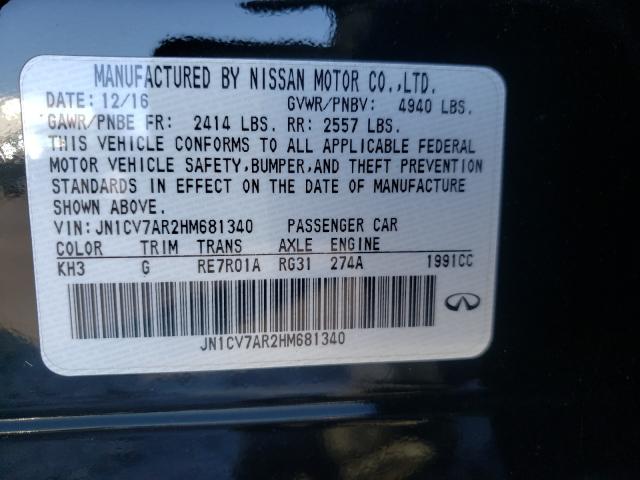 MANUFACTURED BY NISSAN MOTOR CO.,LTD.
DATE: 12/16 GVWR/PNBV: 4940 LBS.
GAWR/PNBE FR: 2414 LBS. RR: 2557 LBS.
THIS VEHICLE CONFORMS TO ALL APPLICABLE FEDERAL
MOTOR VEHICLE SAFETY,BUMPER,AND THEFT PREVENTION
STANDARDS IN EFFECT ON THE DATE OF MANUFACTURE
SHOWN ABOVE.
VIN: JN1CV7AR2HM681340 PASSENGER CAR
COLOR TRIM TRANS AXLE ENGINE
KH3 G RE7R01A RG31 274A 1991CC
JN1CV7AR2HM681340